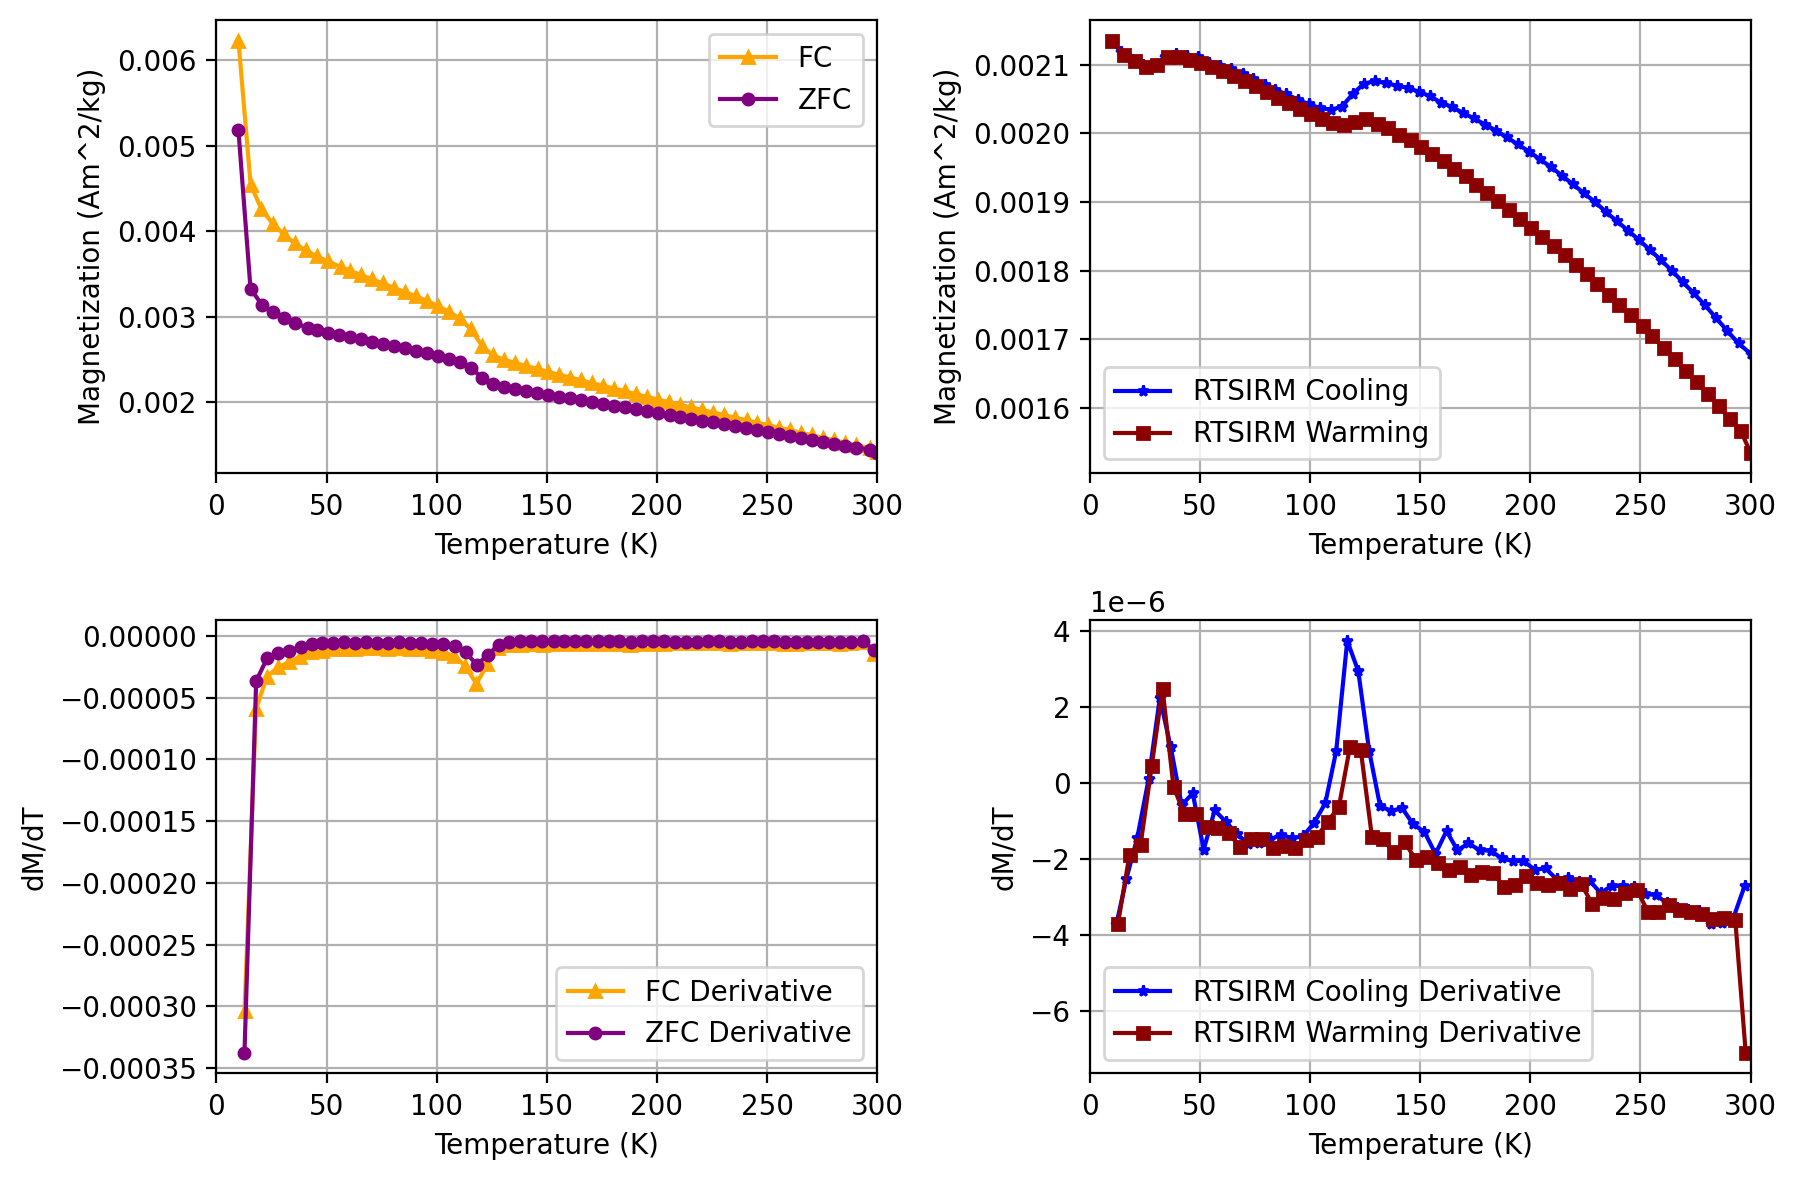 0.006
0.005
0.004
0.003
0.002
Magnetization (Am^2/kg)
FC
ZFC
0 50 100 150 200 250 300
Temperature (K)
0.0021
0.0020
0.0019
0.0018
0.0017
0.0016
Magnetization (Am^2/kg)
RTSIRM Cooling
RTSIRM Warming
0 50 100 150 200 250 300
Temperature (K)
0.00000
−0.00005
−0.00010
−0.00015
−0.00020
−0.00025
−0.00030
−0.00035
dM/dT
FC Derivative
ZFC Derivative
0 50 100 150 200 250 300
Temperature (K)
1e−6
4
2
0
−2
−4
−6
dM/dT
RTSIRM Cooling Derivative
RTSIRM Warming Derivative
0 50 100 150 200 250 300
Temperature (K)